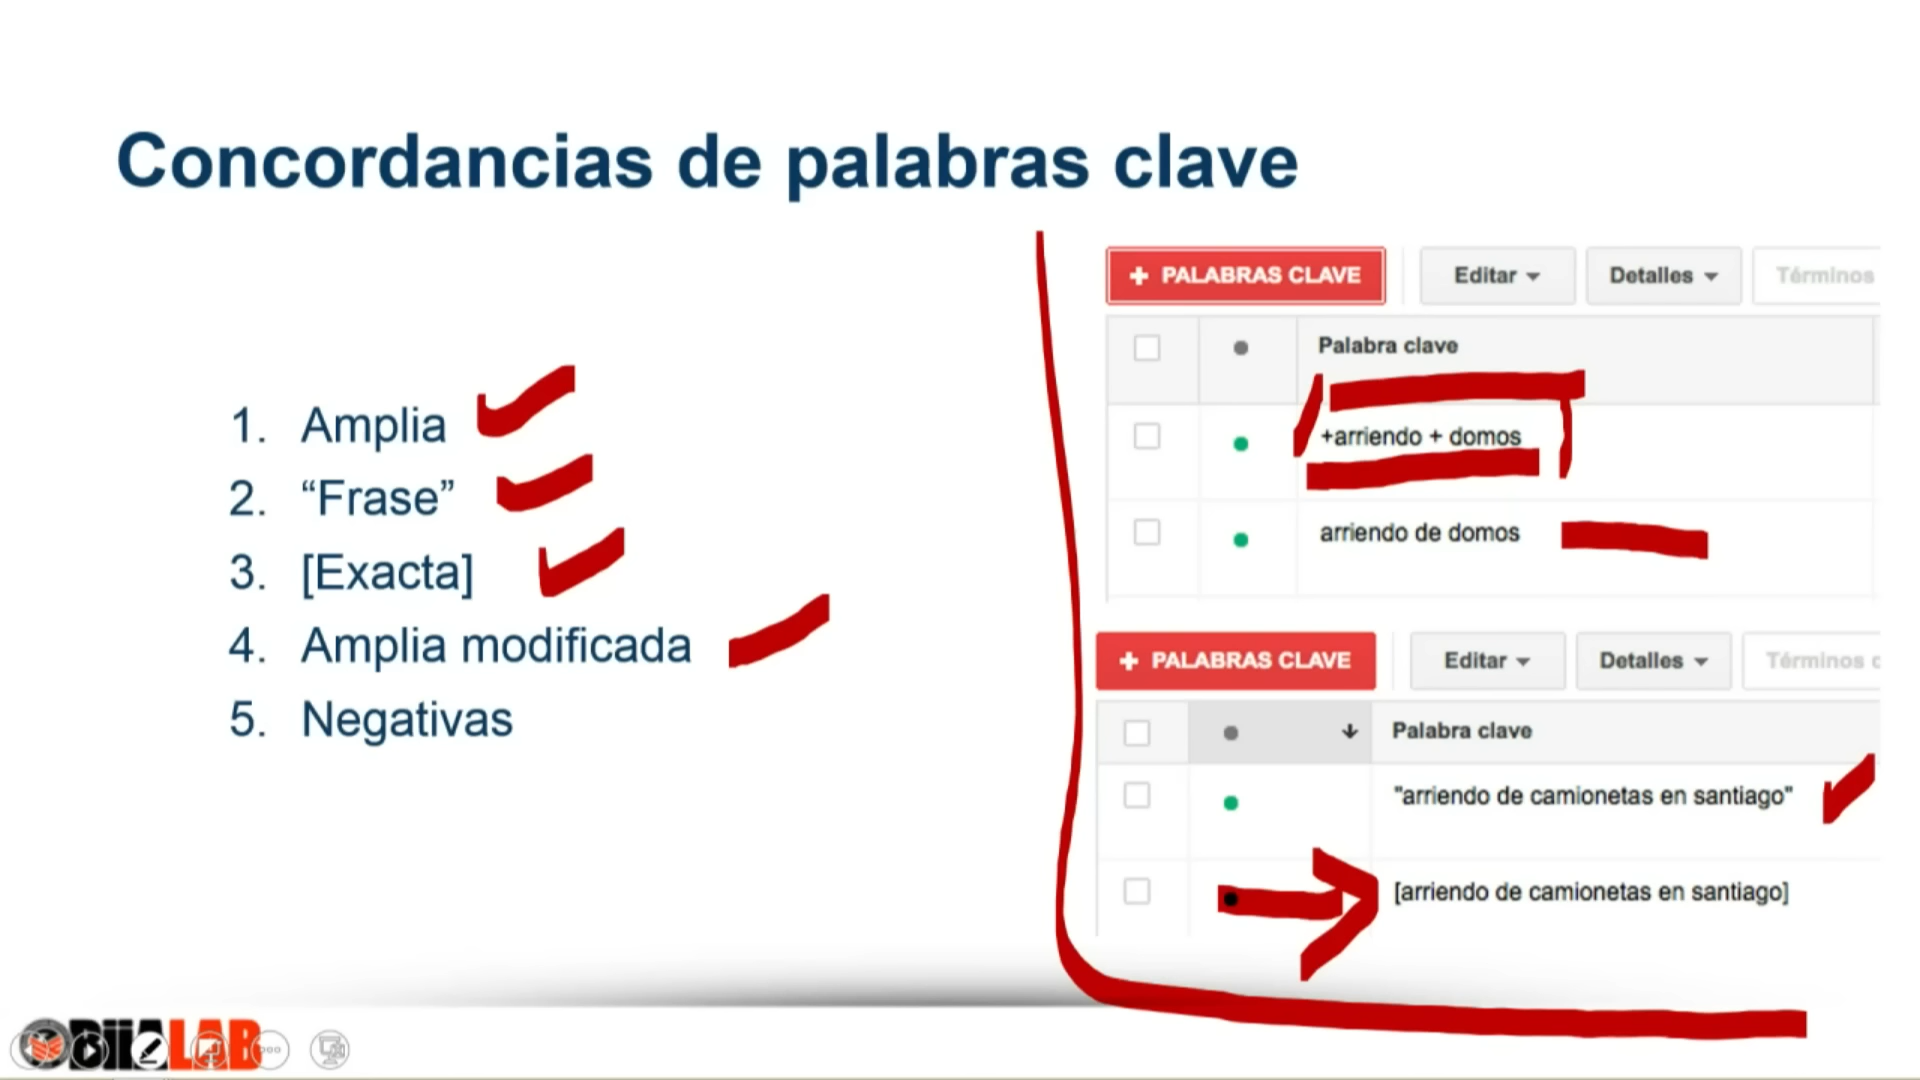 Concordancias de palabras clave
1. Amplia
2. “Frase”
3. [Exacta]
4. Amplia modificada
5. Negativas
+ PALABRAS CLAVE Editar Detalles Términos
Palabra clave
+arriendo + domos
arriendo de domos
+ PALABRAS CLAVE Editar Detalles Términos
Palabra clave
"arriendo de camionetas en santiago"
[arriendo de camionetas en santiago]
BiiALAB